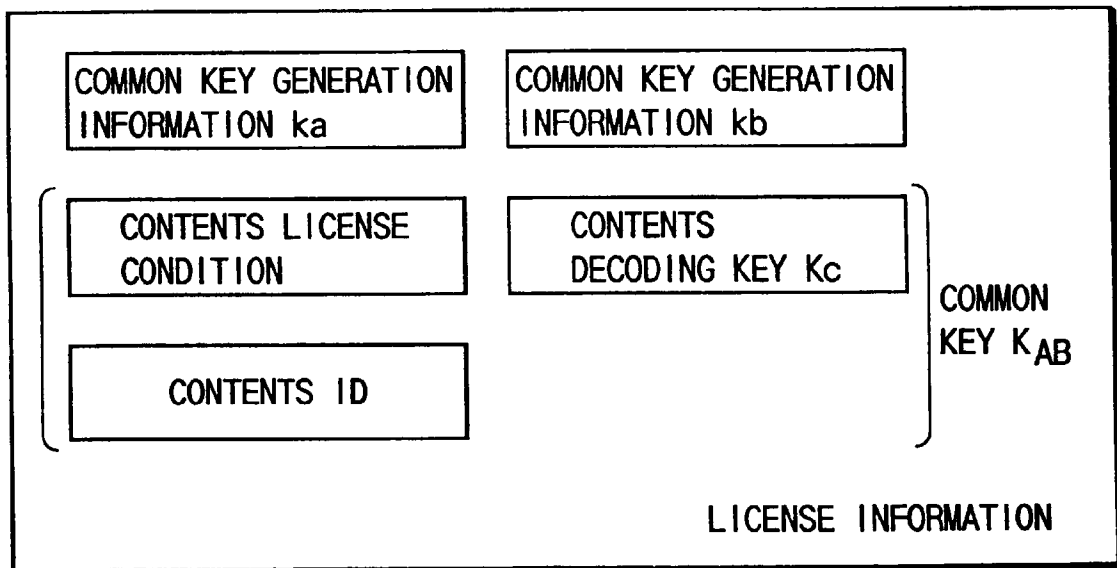 COMMON KEY GENERATION
INFORMATION ka
COMMON KEY GENERATION
INFORMATION kb
CONTENTS LICENSE
CONDITION
CONTENTS
DECODING KEY Kc
CONTENTS ID
COMMON
KEY KAB
LICENSE INFORMATION